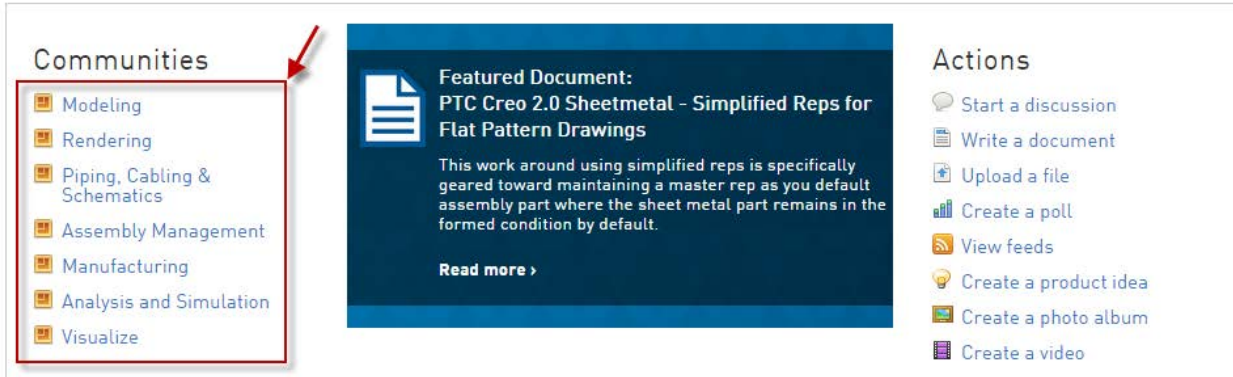 Communities
Modeling
Rendering
Piping, Cabling &
Schematics
Assembly Management
Manufacturing
Analysis and Simulation
Visualize
Featured Document:
PTC Creo 2.0 Sheetmetal - Simplified Reps for
Flat Pattern Drawings
This work around using simplified reps is specifically
geared toward maintaining a master rep as you default
assembly part where the sheet metal part remains in the
formed condition by default.
Read more ›
Actions
Start a discussion
Write a document
Upload a file
Create a poll
View feeds
Create a product idea
Create a photo album
Create a video